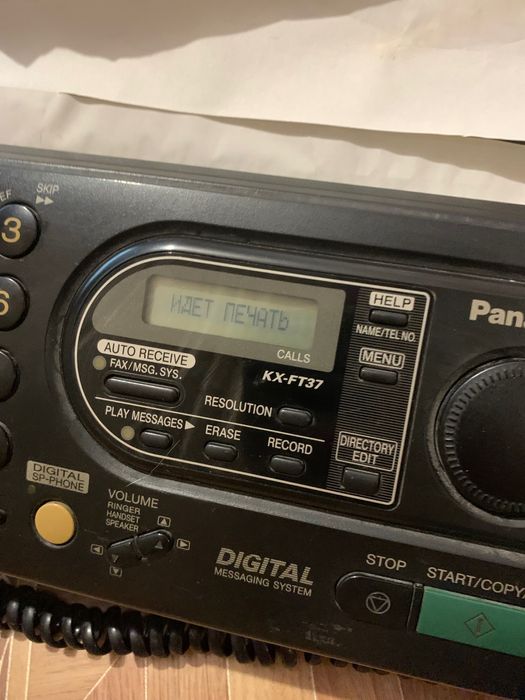 EF
SKIP
3
6
ИДЕТ ПЕЧАТЬ
CALLS
KX-FT37
HELP
NAME/TEL NO.
Pana
MENU
AUTO RECEIVE
FAX/MSG. SYS.
RESOLUTION
PLAY MESSAGES
ERASE
RECORD
DIRECTORY
EDIT
DIGITAL
SP-PHONE
VOLUME
RINGER
HANDSET
SPEAKER
DIGITAL
MESSAGING SYSTEM
STOP
START/COPY/